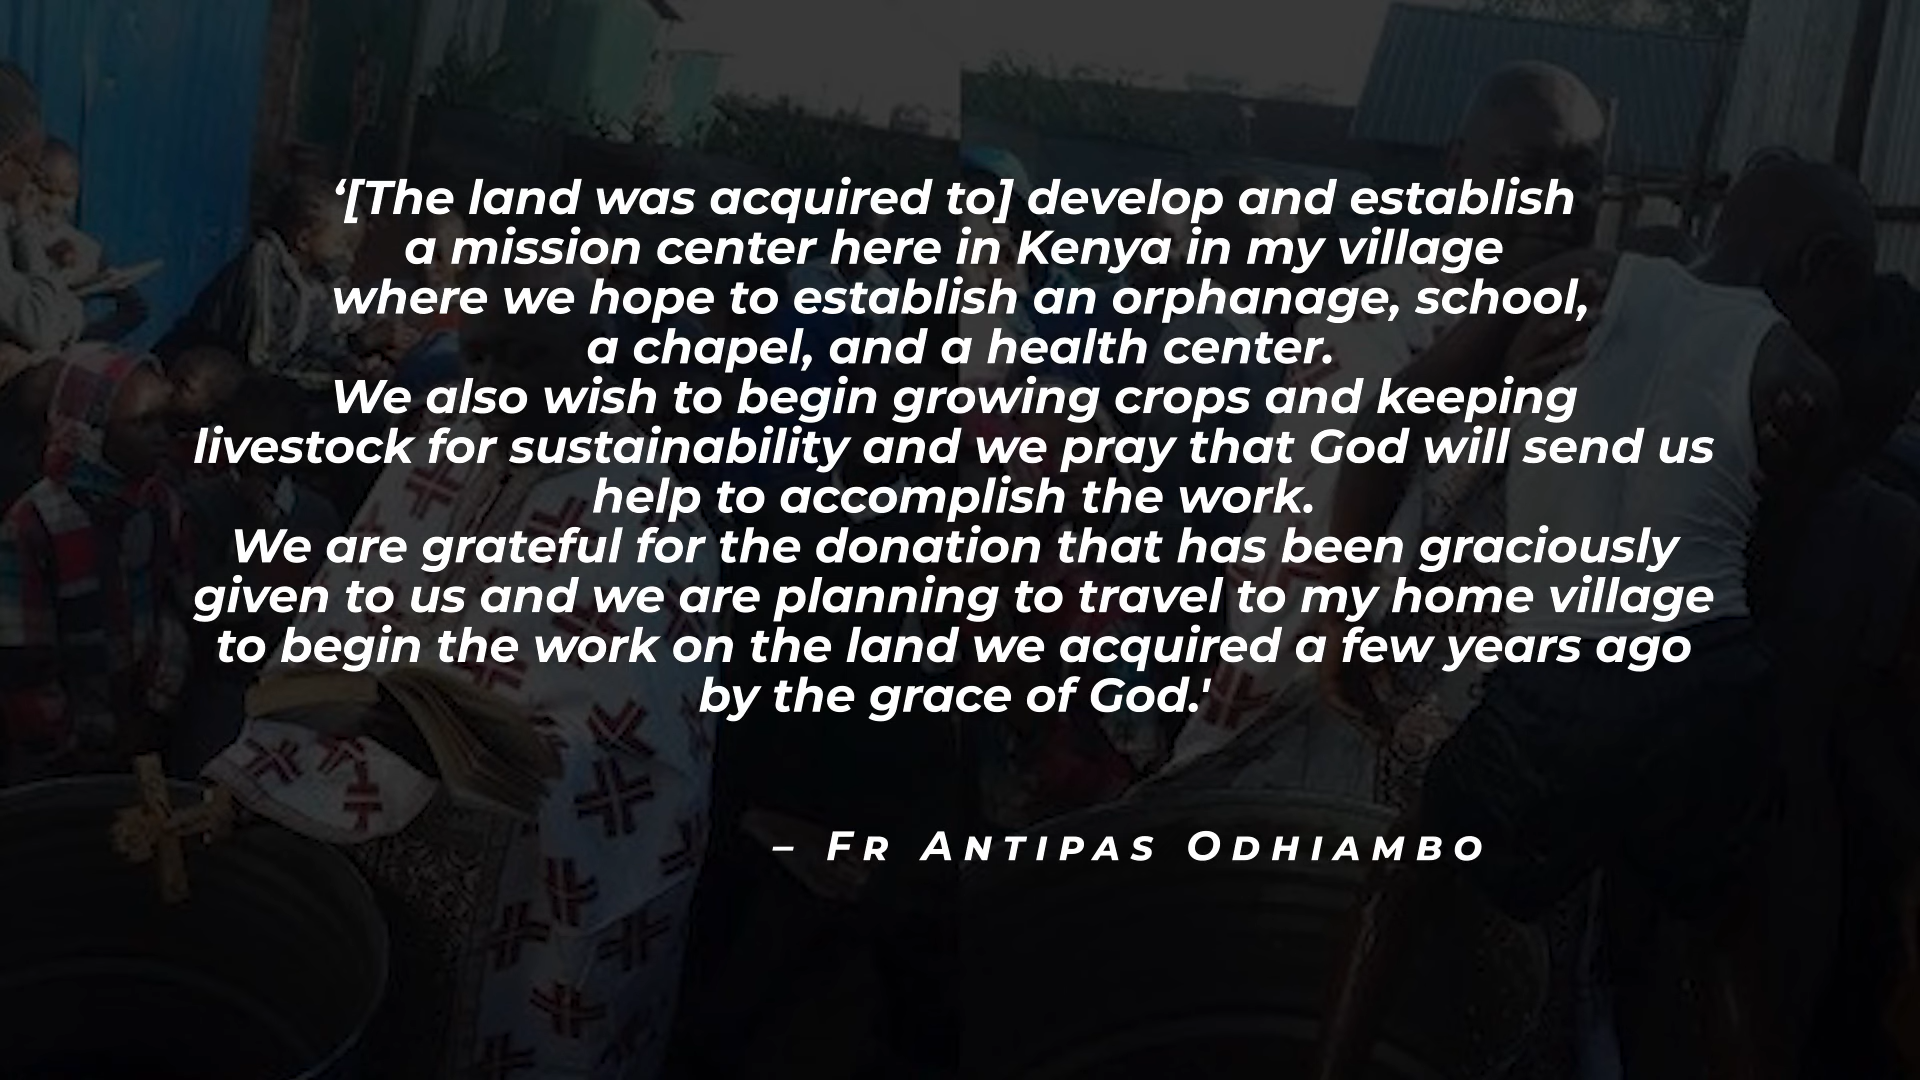 ‘[The land was acquired to] develop and establish
a mission center here in Kenya in my village
where we hope to establish an orphanage, school,
a chapel, and a health center.
We also wish to begin growing crops and keeping
livestock for sustainability and we pray that God will send us
help to accomplish the work.
We are grateful for the donation that has been graciously
given to us and we are planning to travel to my home village
to begin the work on the land we acquired a few years ago
by the grace of God.'
– Fr Antipas Odhiambo